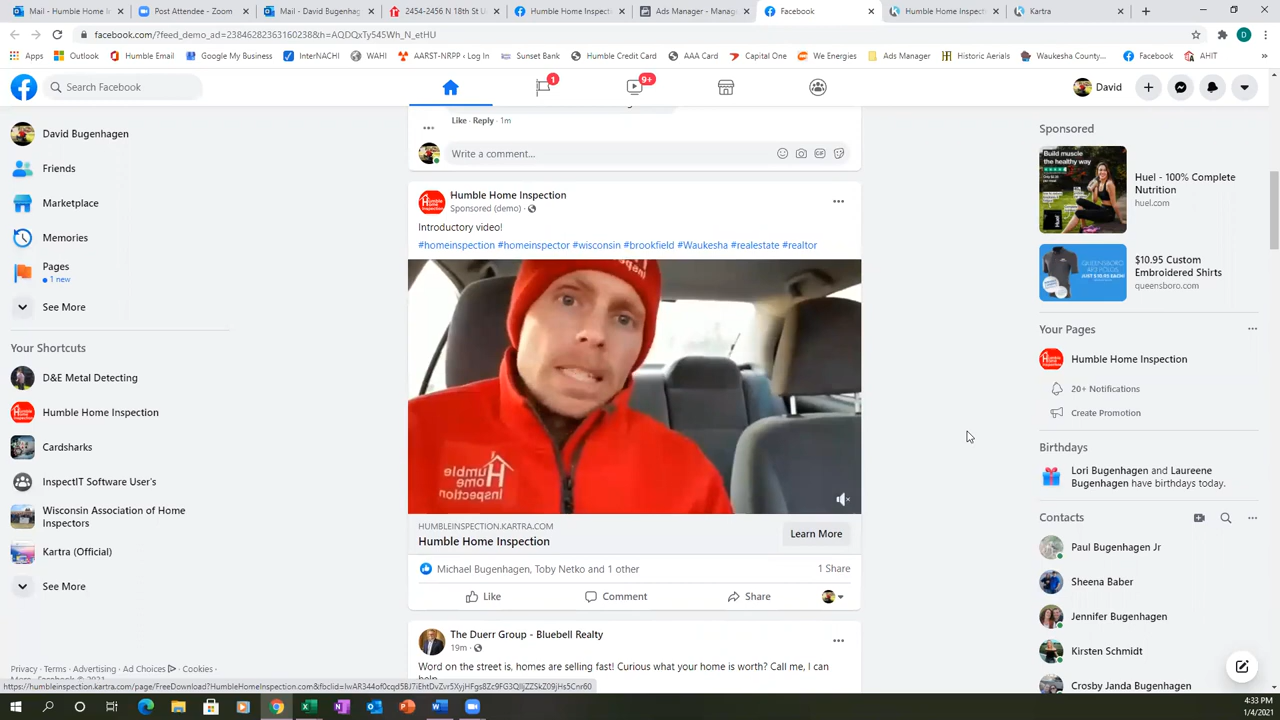 Mail - Humble Home In
Post Attendee - Zoom
Mail - David Bugenhag
2454-2456 N 18th St U
Humble Home Inspecti
Ads Manager - Manage
Facebook
Humble Home Inspecti
Kartra
facebook.com/?feed_demo_ad=23846282363160238&h=AQDQxTy545Wh_N_etHU
D
Apps
Outlook
Humble Email
Google My Business
InterNACHI
WAHI
AARST-NRPP ‹ Log In
Sunset Bank
Humble Credit Card
AAA Card
Capital One
We Energies
Ads Manager
Historic Aerials
Waukesha County...
Facebook
AHIT
Search Facebook
1
9+
David
David Bugenhagen
Friends
Marketplace
Memories
Pages
1 new
See More
Your Shortcuts
D&E Metal Detecting
Humble Home Inspection
Cardsharks
InspectIT Software User's
Wisconsin Association of Home
Inspectors
Kartra (Official)
See More
Privacy · Terms · Advertising · Ad Choices · Cookies ·
Like · Reply · 1m
Write a comment...
Humble Home Inspection
Sponsored (demo) ·
Introductory video!
#homeinspection #homeinspector #wisconsin #brookfield #Waukesha #realestate #realtor
Humble
Home
Inspection
HUMBLEINSPECTION.KARTRA.COM
Humble Home Inspection
Learn More
Michael Bugenhagen, Toby Netko and 1 other
1 Share
Like
Comment
Share
The Duerr Group - Bluebell Realty
19m ·
Word on the street is, homes are selling fast! Curious what your home is worth? Call me, I can
Sponsored
Build muscle
the healthy way
Huel - 100% Complete
Nutrition
huel.com
$10.95 Custom
Embroidered Shirts
queensboro.com
Your Pages
Humble Home Inspection
20+ Notifications
Create Promotion
Birthdays
Lori Bugenhagen and Laureene
Bugenhagen have birthdays today.
Contacts
Paul Bugenhagen Jr
Sheena Baber
Jennifer Bugenhagen
Kirsten Schmidt
Crosby Janda Bugenhagen
4:33 PM
1/4/2021